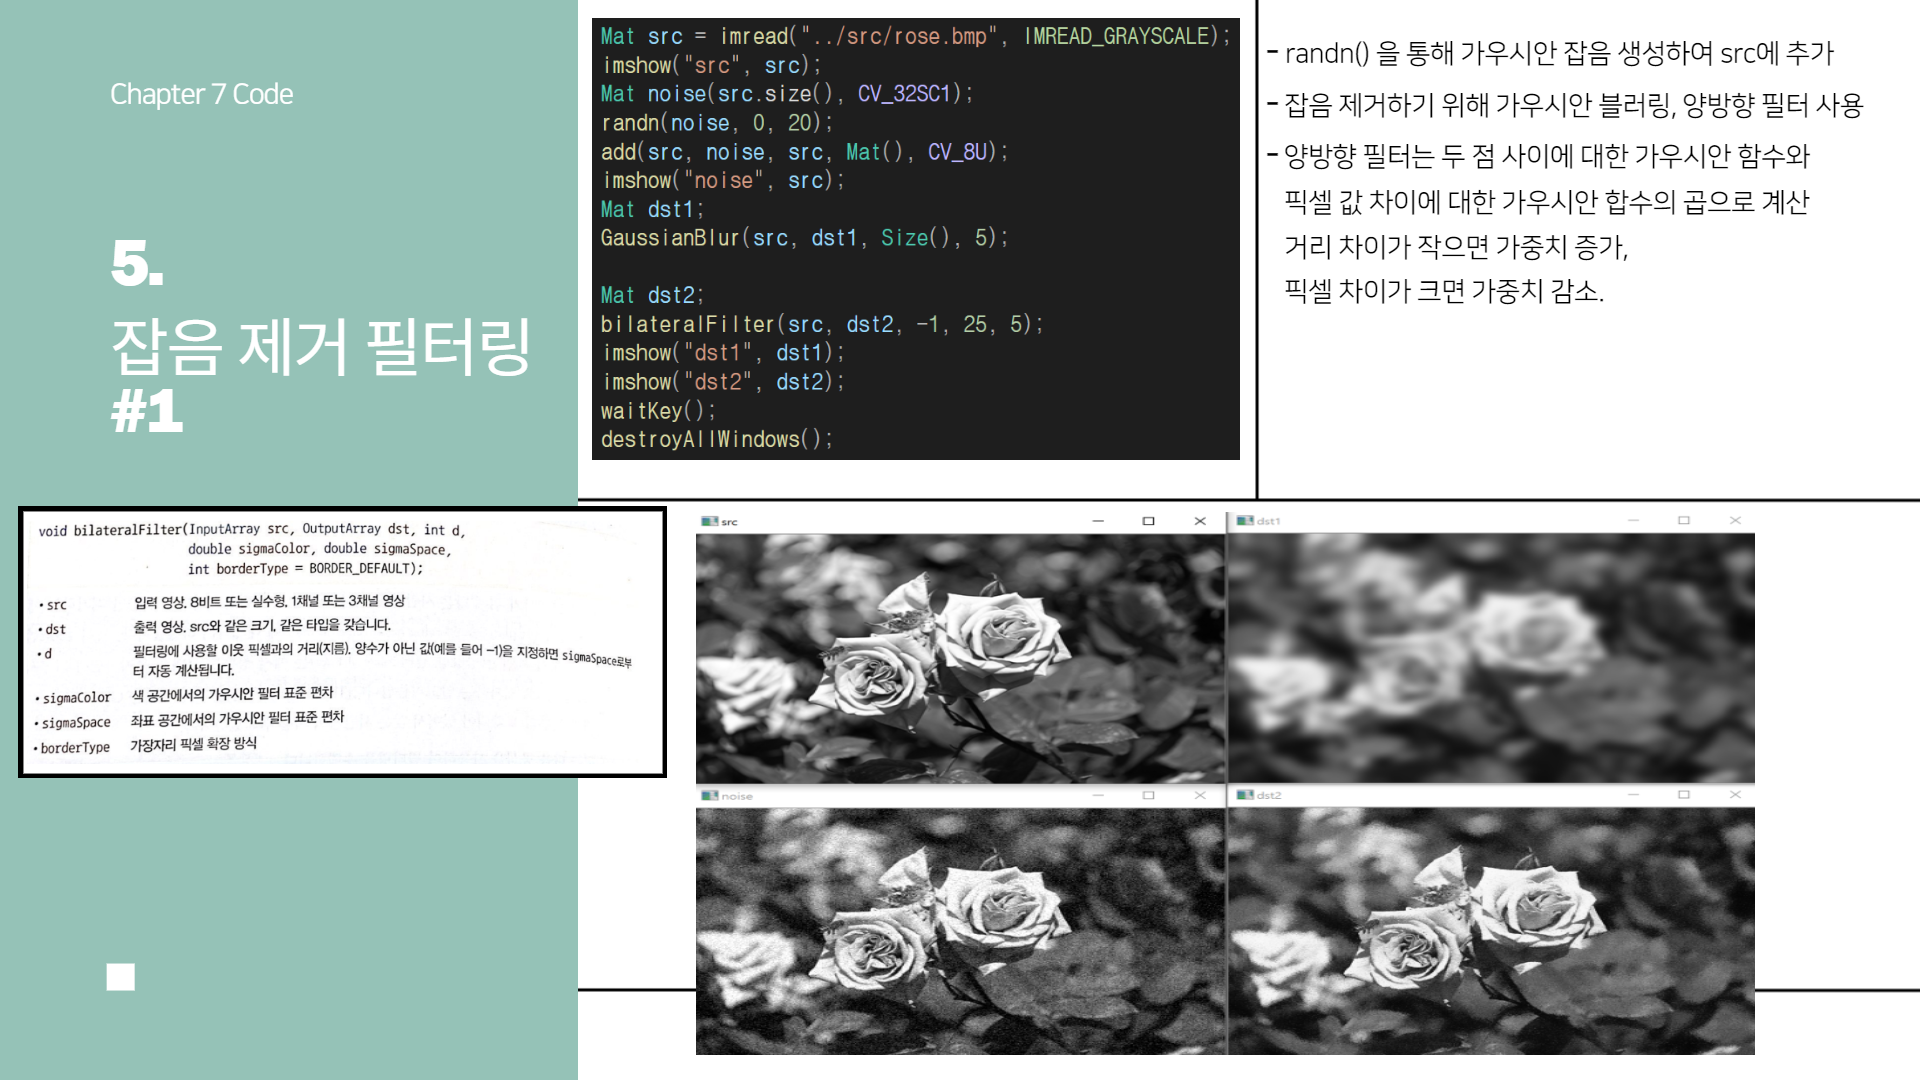 Chapter 7 Code
5.
잡음 제거 필터링
#1
Mat src = imread("../src/rose.bmp", IMREAD_GRAYSCALE);
imshow("src", src);
Mat noise(src.size(), CV_32SC1);
randn(noise, 0, 20);
add(src, noise, src, Mat(), CV_8U);
imshow("noise", src);
Mat dst1;
GaussianBlur(src, dst1, Size(), 5);
Mat dst2;
bilateralFilter(src, dst2, -1, 25, 5);
imshow("dst1", dst1);
imshow("dst2", dst2);
waitKey();
destroyAllWindows();
- randn() 을 통해 가우시안 잡음 생성하여 src에 추가
- 잡음 제거하기 위해 가우시안 블러링, 양방향 필터 사용
- 양방향 필터는 두 점 사이에 대한 가우시안 함수와
픽셀 값 차이에 대한 가우시안 합수의 곱으로 계산
거리 차이가 작으면 가중치 증가,
픽셀 차이가 크면 가중치 감소.
void bilateralFilter(InputArray src, OutputArray dst, int d,
double sigmaColor, double sigmaSpace,
int borderType = BORDER_DEFAULT);
• src 입력 영상. 8비트 또는 실수형, 1채널 또는 3채널 영상
• dst 출력 영상. src와 같은 크기, 같은 타입을 갖습니다.
• d 필터링에 사용할 이웃 픽셀과의 거리(지름). 양수가 아닌 값(예를 들어 -1)을 지정하면 sigmaSpace로부
터 자동 계산됩니다.
• sigmaColor 색 공간에서의 가우시안 필터 표준 편차
• sigmaSpace 좌표 공간에서의 가우시안 필터 표준 편차
• borderType 가장자리 픽셀 확장 방식
src
dst1
noise
dst2